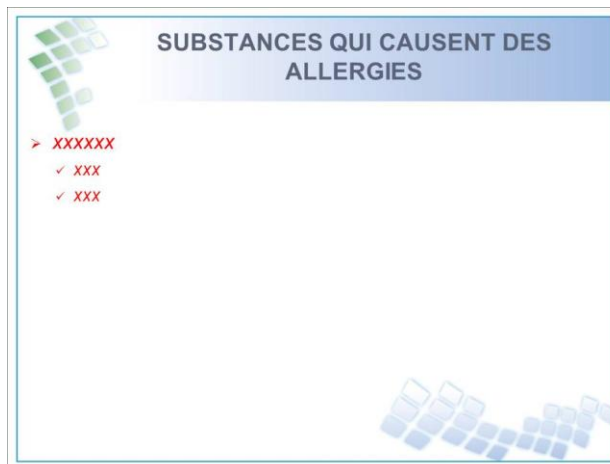 SUBSTANCES QUI CAUSENT DES
ALLERGIES
XXXXXX
XXX
XXX